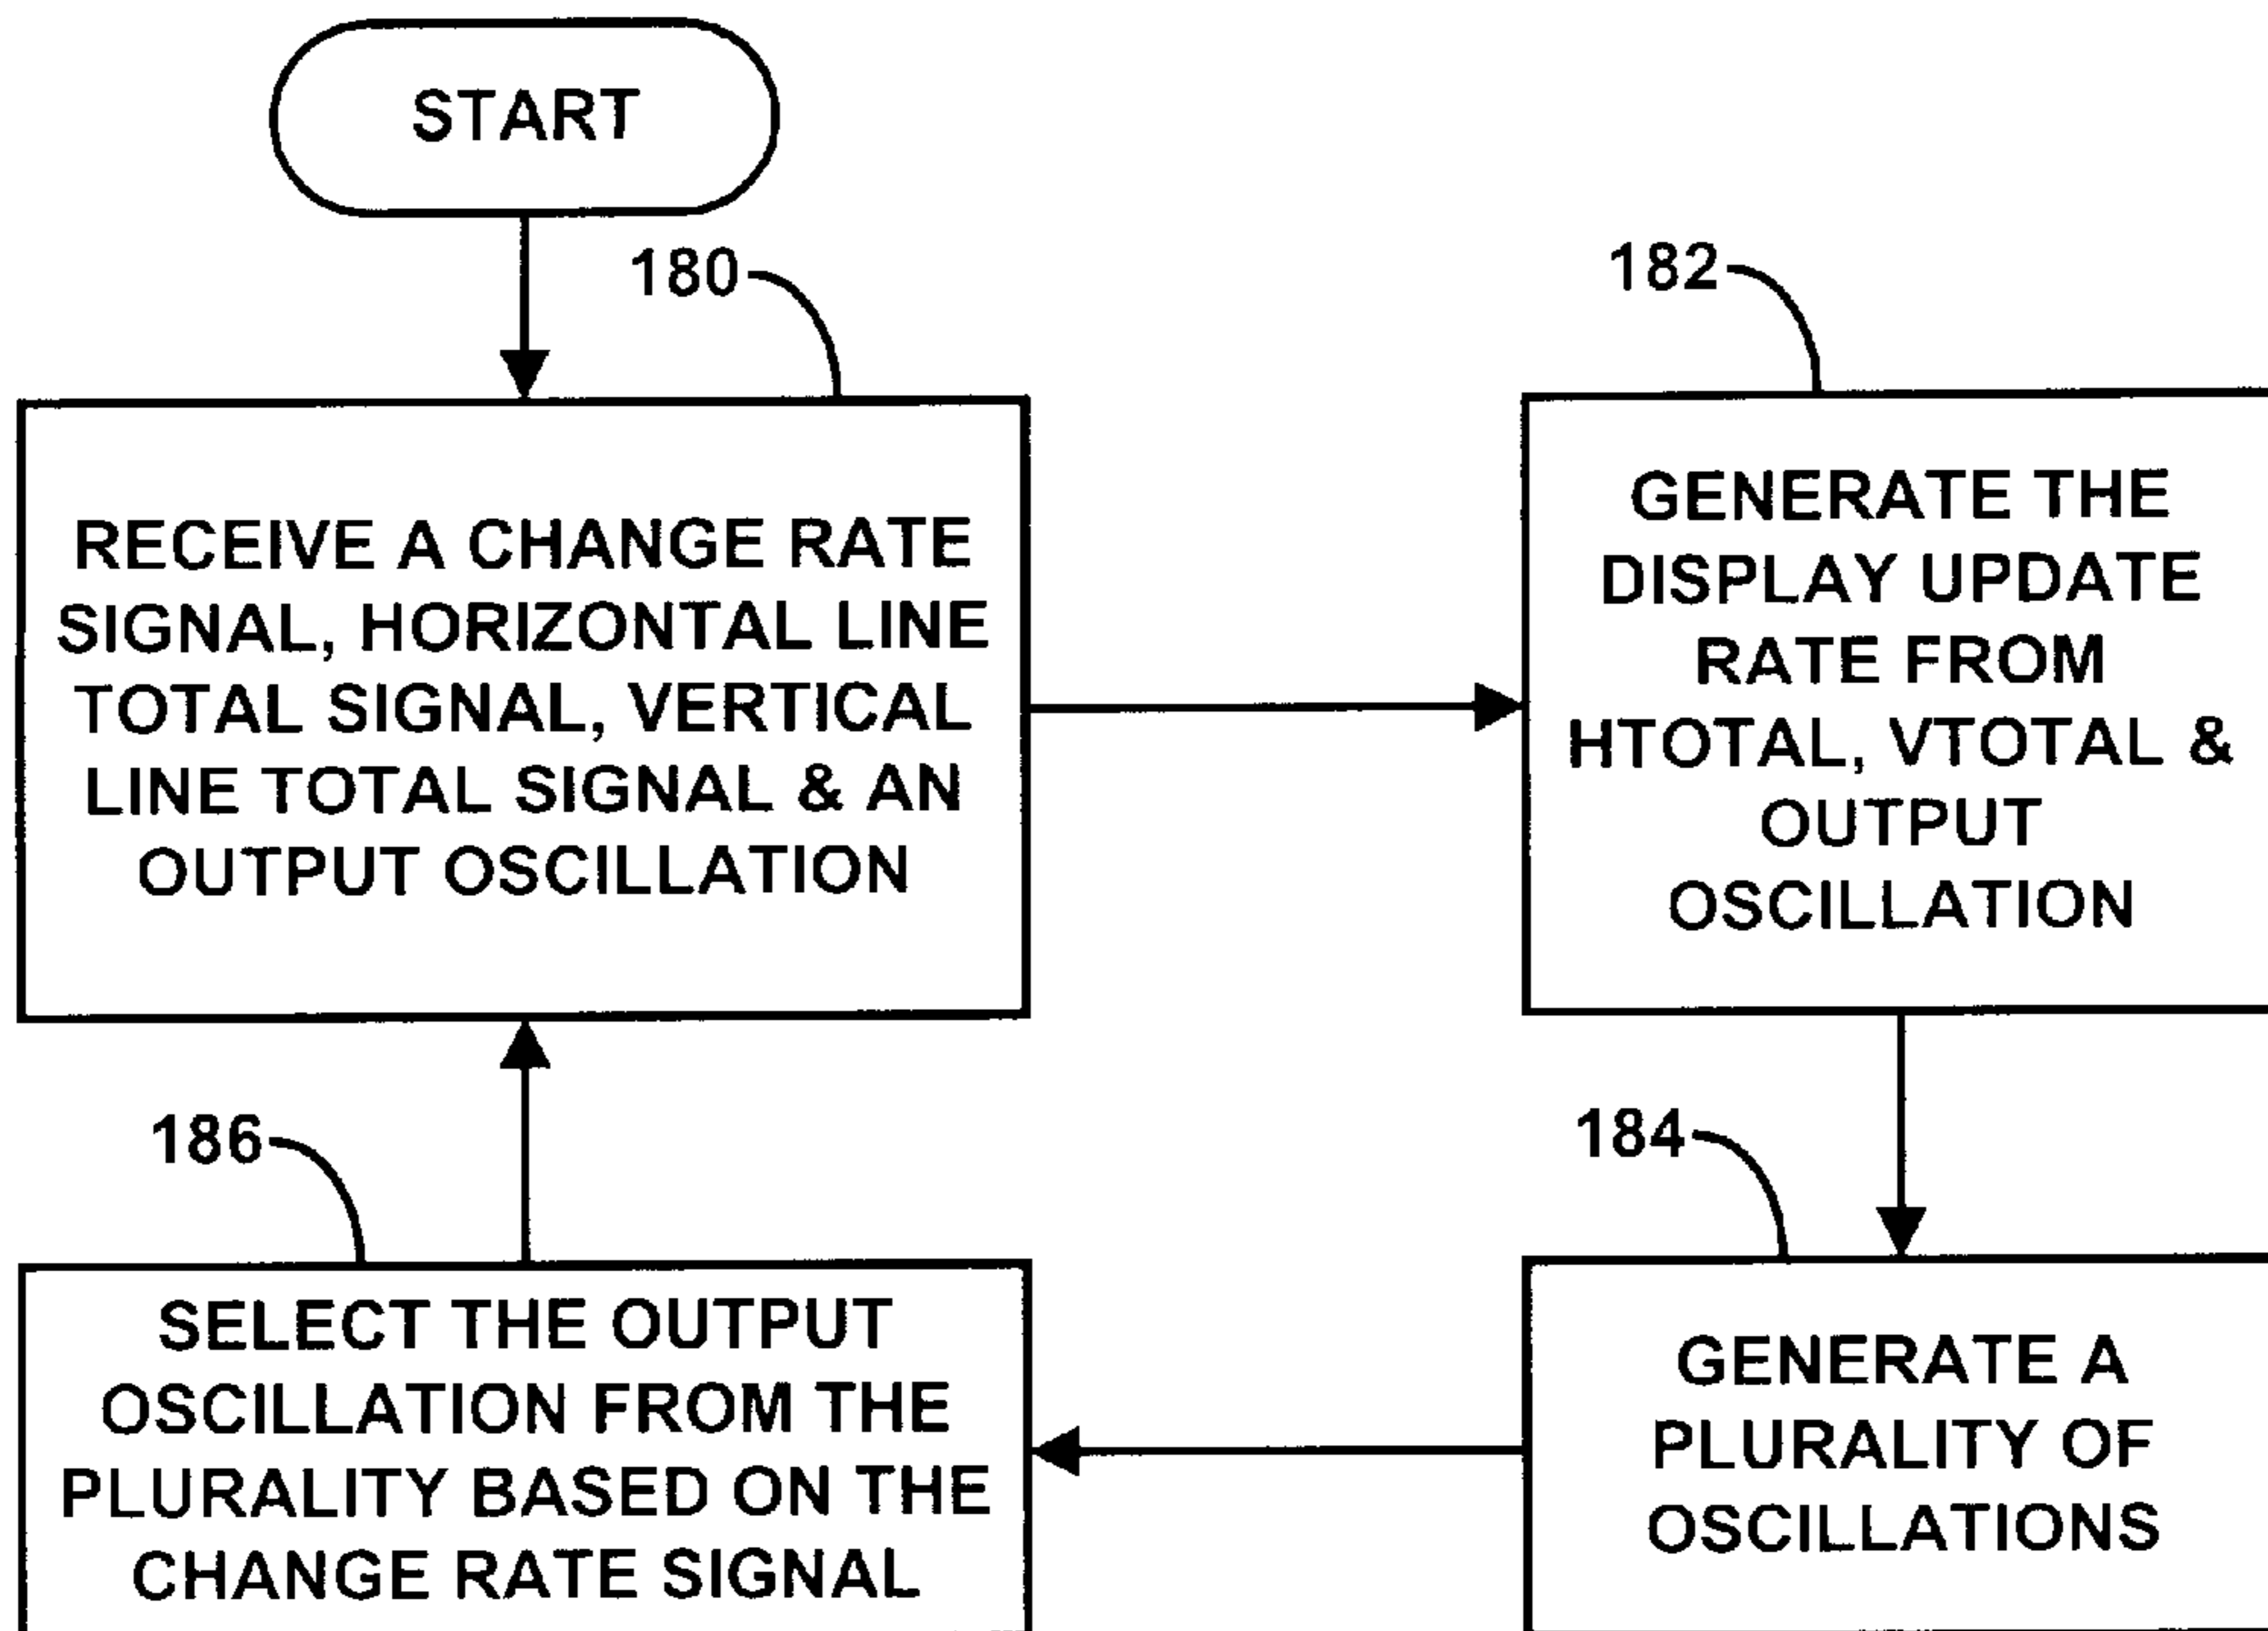 START
180
RECEIVE A CHANGE RATE
SIGNAL, HORIZONTAL LINE
TOTAL SIGNAL, VERTICAL
LINE TOTAL SIGNAL & AN
OUTPUT OSCILLATION
182
GENERATE THE
DISPLAY UPDATE
RATE FROM
HTOTAL, VTOTAL &
OUTPUT
OSCILLATION
184
GENERATE A
PLURALITY OF
OSCILLATIONS
186
SELECT THE OUTPUT
OSCILLATION FROM THE
PLURALITY BASED ON THE
CHANGE RATE SIGNAL